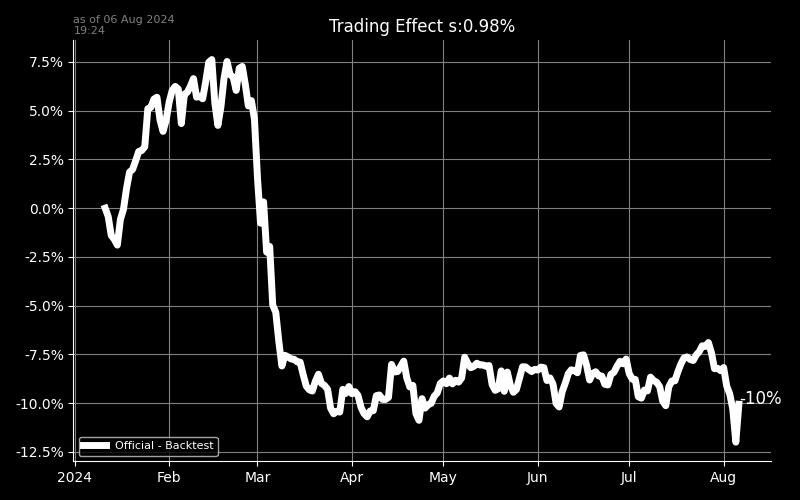 as of 06 Aug 2024
19:24
Trading Effect s:0.98%
7.5%
5.0%
2.5%
0.0%
-2.5%
-5.0%
-7.5%
-10.0%
-12.5%
-10%
Official - Backtest
2024 Feb Mar Apr May Jun Jul Aug